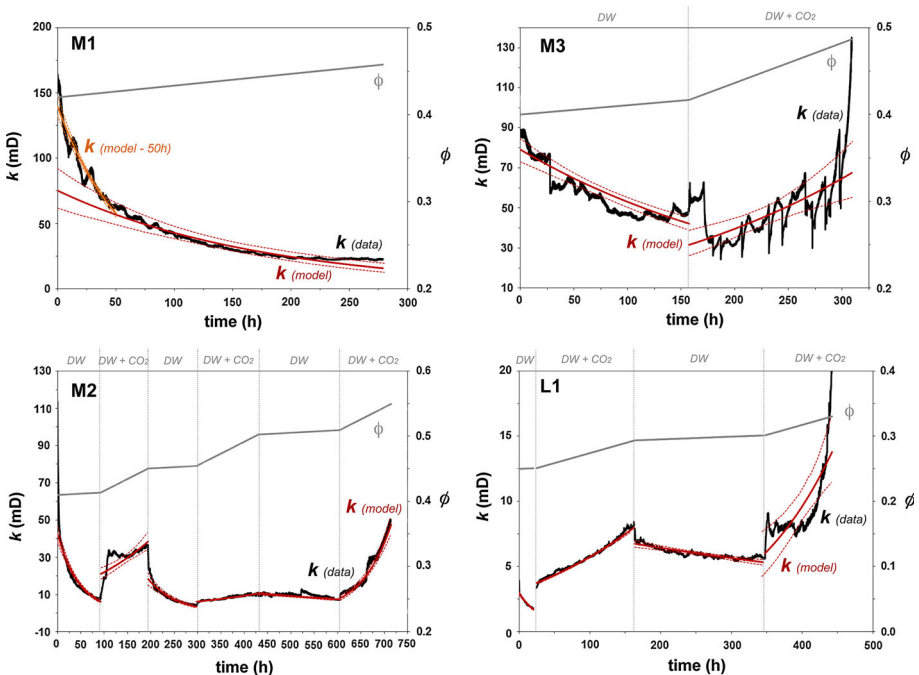 M1
200
150
100
50
0
k (mD)
0.5
0.4
0.3
0.2
ϕ
ϕ
k (model - 50h)
k (data)
k (model)
0 50 100 150 200 250 300
time (h)
DW DW + CO2
M3
130
110
90
70
50
30
10
k (mD)
0.5
0.4
0.3
0.2
ϕ
ϕ
k (data)
k (model)
0 50 100 150 200 250 300
time (h)
DW DW + CO2 DW DW + CO2 DW DW + CO2
M2
130
110
90
70
50
30
10
-10
k (mD)
0.6
0.5
0.4
0.3
0.2
ϕ
ϕ
k (model)
k (data)
0 50 100 150 200 250 300 350 400 450 500 550 600 650 700 750
time (h)
DW DW + CO2 DW DW + CO2
L1
20
15
10
5
0
k (mD)
0.4
0.3
0.2
0.1
0.0
ϕ
ϕ
k (data)
k (model)
0 100 200 300 400 500
time (h)